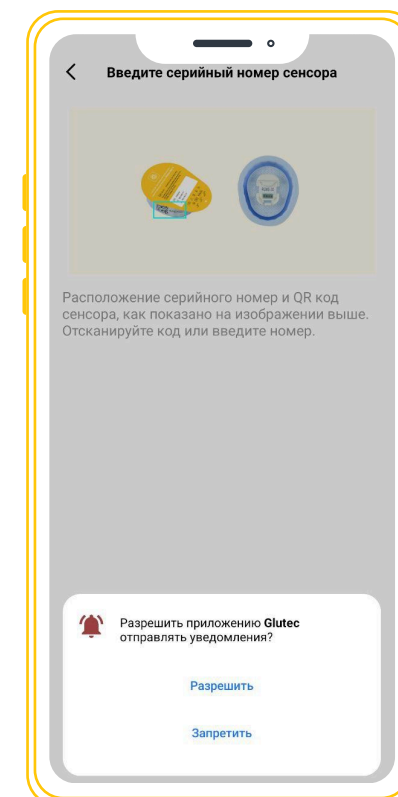 Введите серийный номер сенсора
Расположение серийного номер и QR код
сенсора, как показано на изображении выше.
Отсканируйте код или введите номер.
Разрешить приложению Glutec
отправлять уведомления?
Разрешить
Запретить